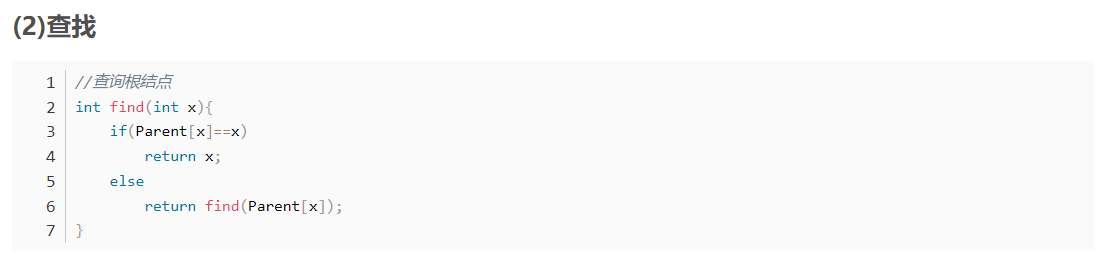 (2)查找
1 //查询根结点
2 int find(int x){
3     if(Parent[x]==x)
4         return x;
5     else
6         return find(Parent[x]);
7 }